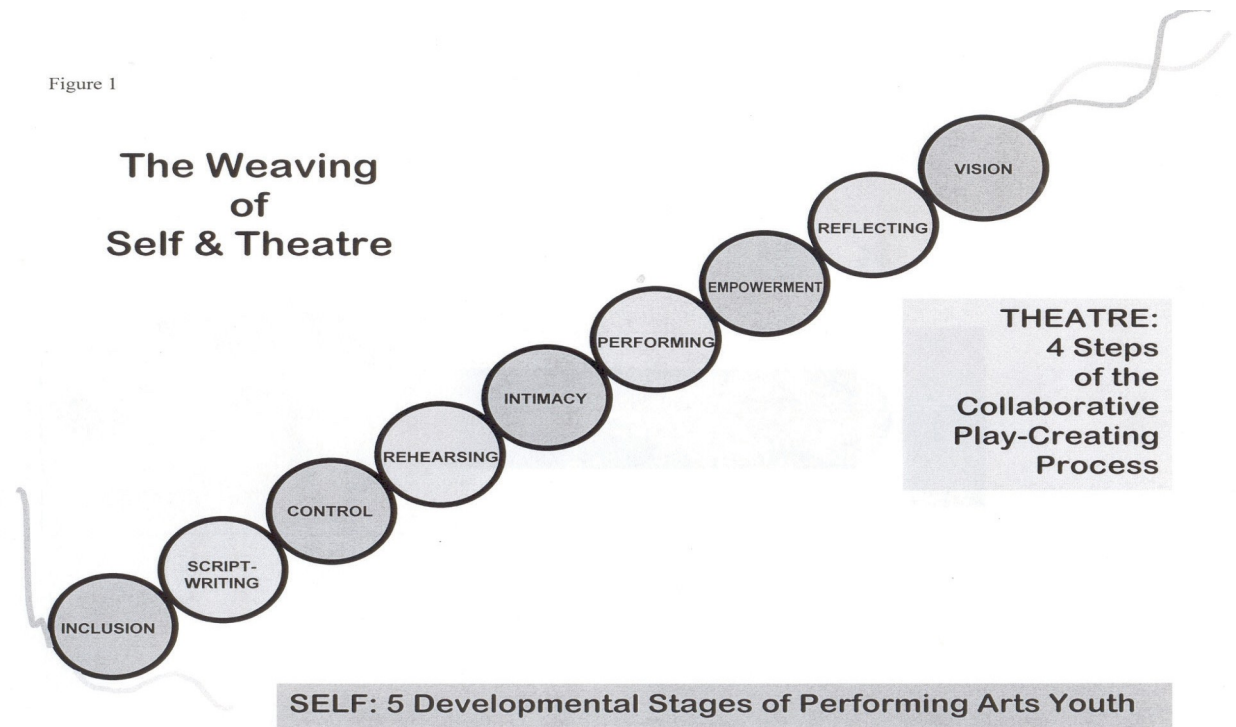 Figure 1
The Weaving
of
Self & Theatre
VISION
REFLECTING
EMPOWERMENT
PERFORMING
INTIMACY
REHEARSING
CONTROL
SCRIPT-
WRITING
INCLUSION
THEATRE:
4 Steps
of the
Collaborative
Play-Creating
Process
SELF: 5 Developmental Stages of Performing Arts Youth